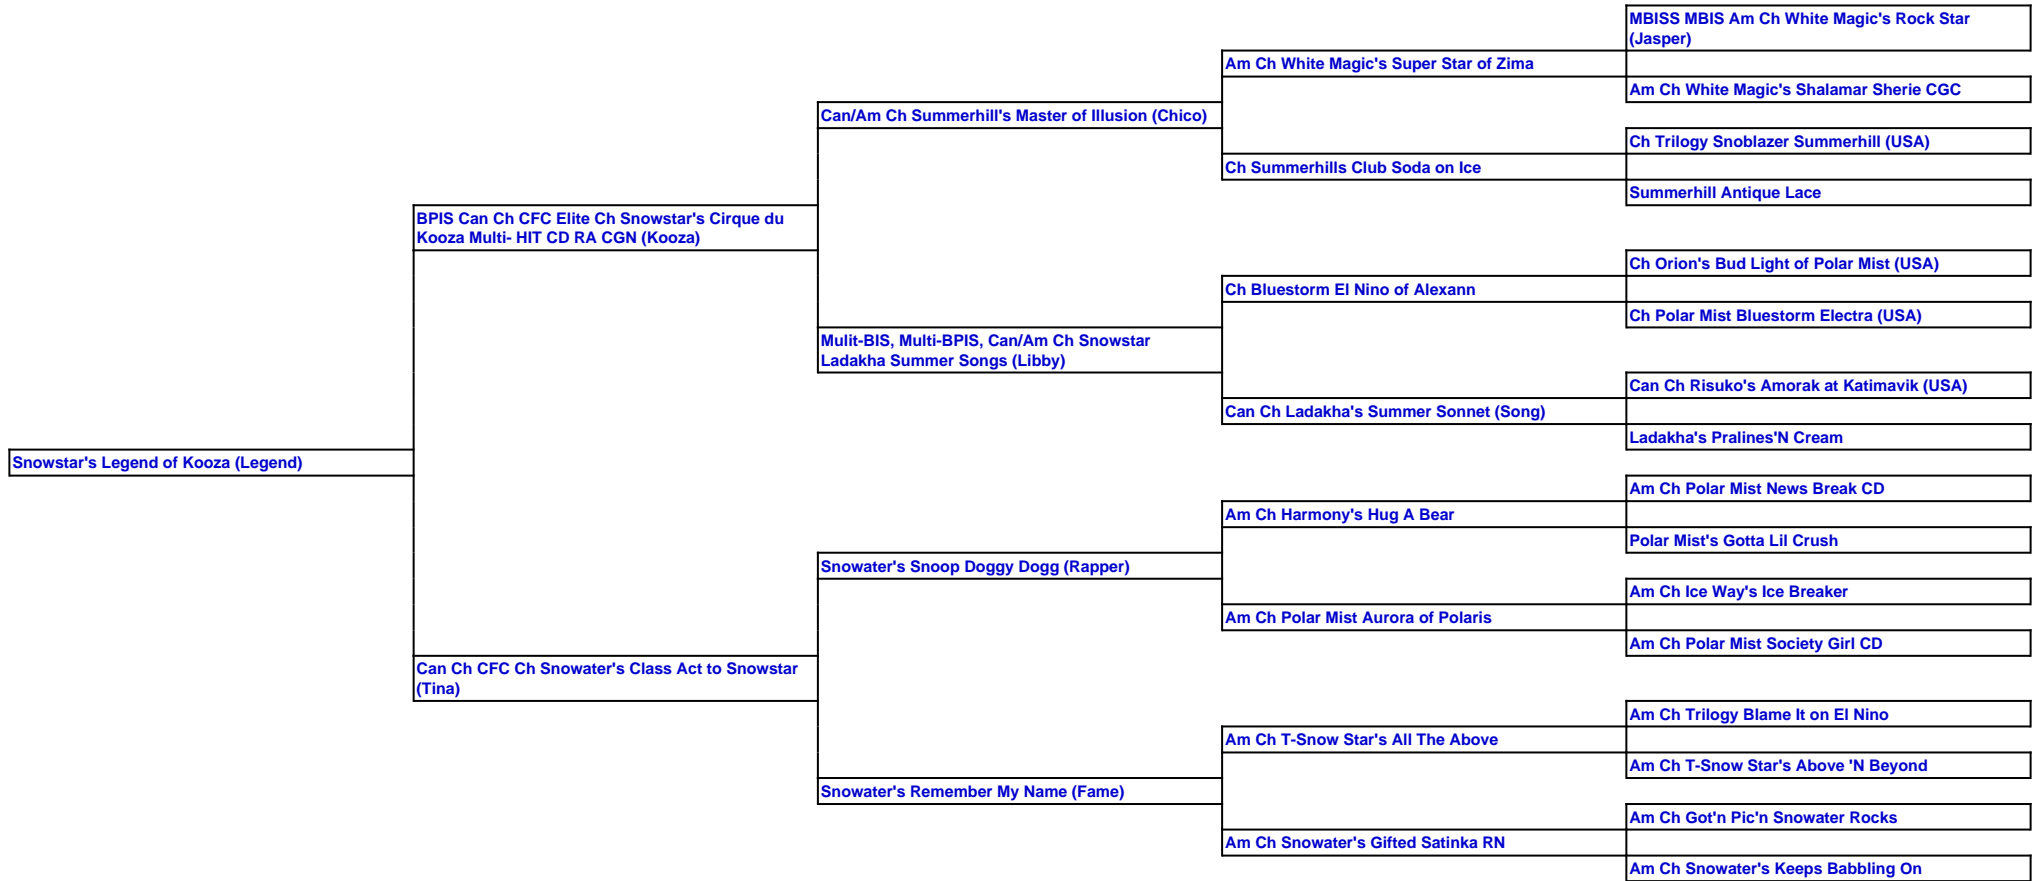 MBISS MBIS Am Ch White Magic's Rock Star
(Jasper)
Am Ch White Magic's Super Star of Zima
Am Ch White Magic's Shalamar Sherie CGC
Can/Am Ch Summerhill's Master of Illusion (Chico)
Ch Trilogy Snoblazer Summerhill (USA)
Ch Summerhills Club Soda on Ice
Summerhill Antique Lace
BPIS Can Ch CFC Elite Ch Snowstar's Cirque du
Kooza Multi- HIT CD RA CGN (Kooza)
Ch Orion's Bud Light of Polar Mist (USA)
Ch Bluestorm El Nino of Alexann
Ch Polar Mist Bluestorm Electra (USA)
Mulit-BIS, Multi-BPIS, Can/Am Ch Snowstar
Ladakha Summer Songs (Libby)
Can Ch Risuko's Amorak at Katimavik (USA)
Can Ch Ladakha's Summer Sonnet (Song)
Ladakha's Pralines'N Cream
Snowstar's Legend of Kooza (Legend)
Am Ch Polar Mist News Break CD
Am Ch Harmony's Hug A Bear
Polar Mist's Gotta Lil Crush
Snowater's Snoop Doggy Dogg (Rapper)
Am Ch Ice Way's Ice Breaker
Am Ch Polar Mist Aurora of Polaris
Am Ch Polar Mist Society Girl CD
Can Ch CFC Ch Snowater's Class Act to Snowstar
(Tina)
Am Ch Trilogy Blame It on El Nino
Am Ch T-Snow Star's All The Above
Am Ch T-Snow Star's Above 'N Beyond
Snowater's Remember My Name (Fame)
Am Ch Got'n Pic'n Snowater Rocks
Am Ch Snowater's Gifted Satinka RN
Am Ch Snowater's Keeps Babbling On